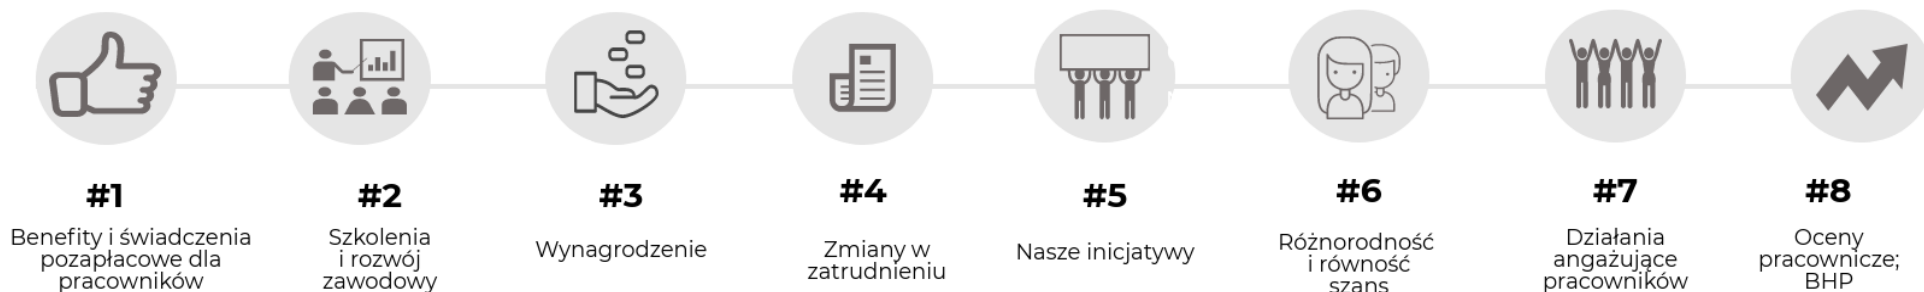 #1
Benefity i świadczenia
pozapłacowe dla
pracowników
#2
Szkolenia
i rozwój
zawodowy
#3
Wynagrodzenie
#4
Zmiany w
zatrudnieniu
#5
Nasze inicjatywy
#6
Różnorodność
i równość
szans
#7
Działania
angażujące
pracowników
#8
Oceny
pracownicze;
BHP